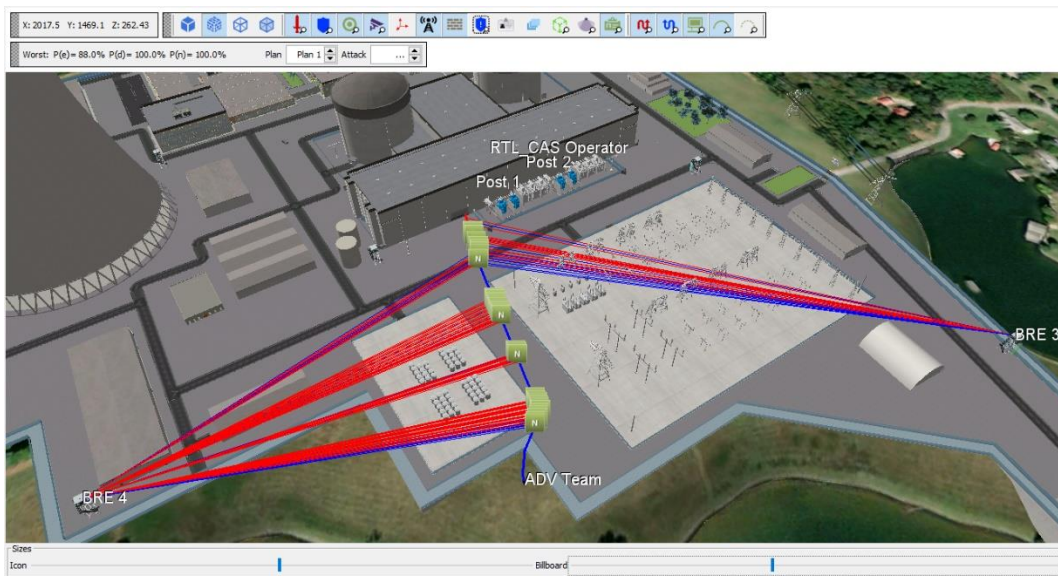 X: 2017.5 Y: 1469.1 Z: 262.43
Worst: P(e)= 88.0% P(d)= 100.0% P(n)= 100.0% Plan Plan 1 Attack ...
RTL_CAS Operator
Post 2
Post 1
N
N
N
N
BRE 3
ADV Team
BRE 4
Sizes
Icon Billboard